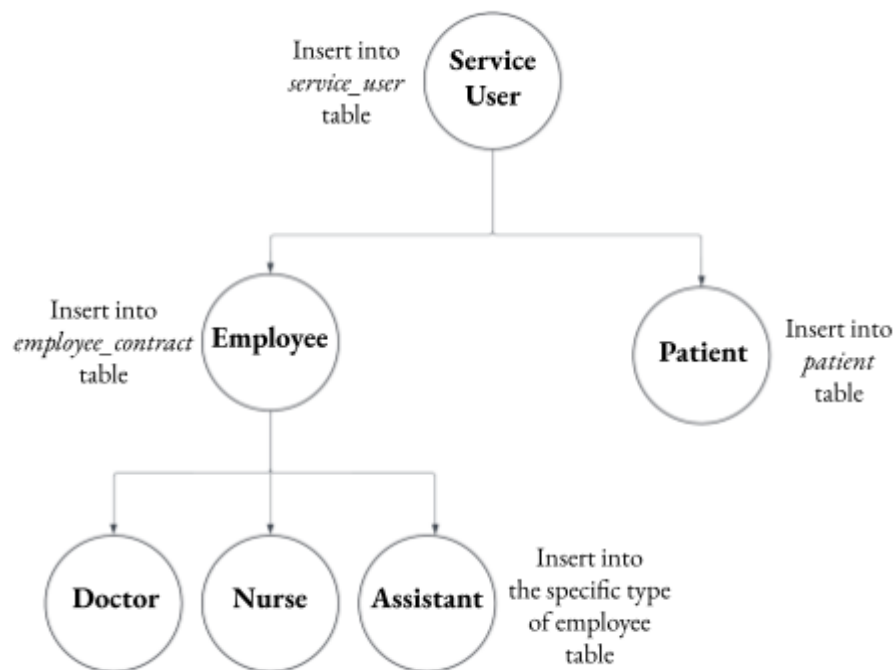 Insert into
service_user
table
Service
User
Insert into
employee_contract
table
Employee
Patient
Insert into
patient
table
Doctor
Nurse
Assistant
Insert into
the specific type
of employee
table